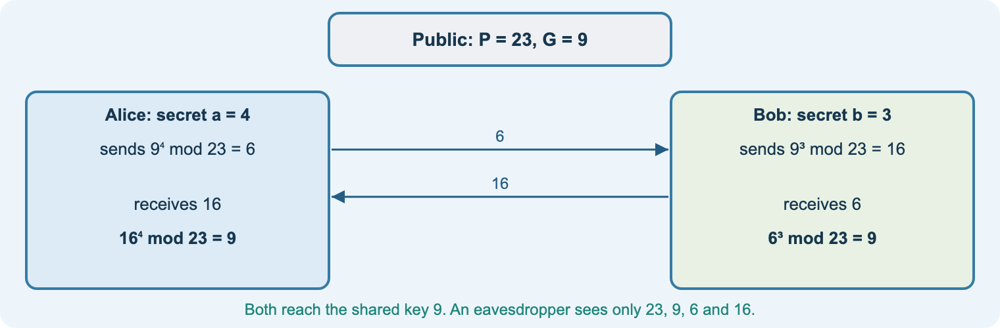 Public: P = 23, G = 9
Alice: secret a = 4
sends 9⁴ mod 23 = 6
receives 16
16⁴ mod 23 = 9
6
16
Bob: secret b = 3
sends 9³ mod 23 = 16
receives 6
6³ mod 23 = 9
Both reach the shared key 9. An eavesdropper sees only 23, 9, 6 and 16.